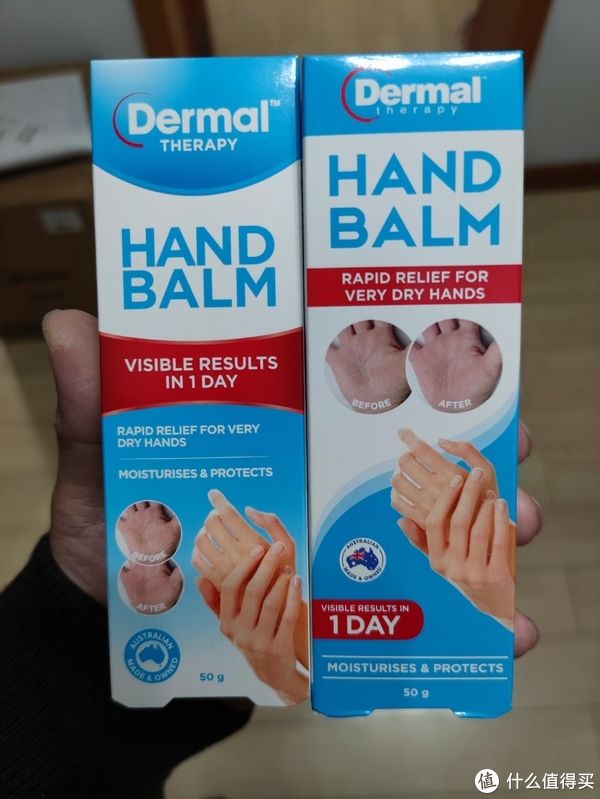 Dermal™
THERAPY
HAND
BALM
VISIBLE RESULTS
IN 1 DAY
RAPID RELIEF FOR VERY
DRY HANDS
MOISTURISES & PROTECTS
BEFORE
AFTER
AUSTRALIAN
MADE & OWNED
50 g
Dermal™
therapy
HAND
BALM
RAPID RELIEF FOR
VERY DRY HANDS
BEFORE
AFTER
AUSTRALIAN
MADE & OWNED
VISIBLE RESULTS IN
1 DAY
MOISTURISES & PROTECTS
50 g
值 什么值得买